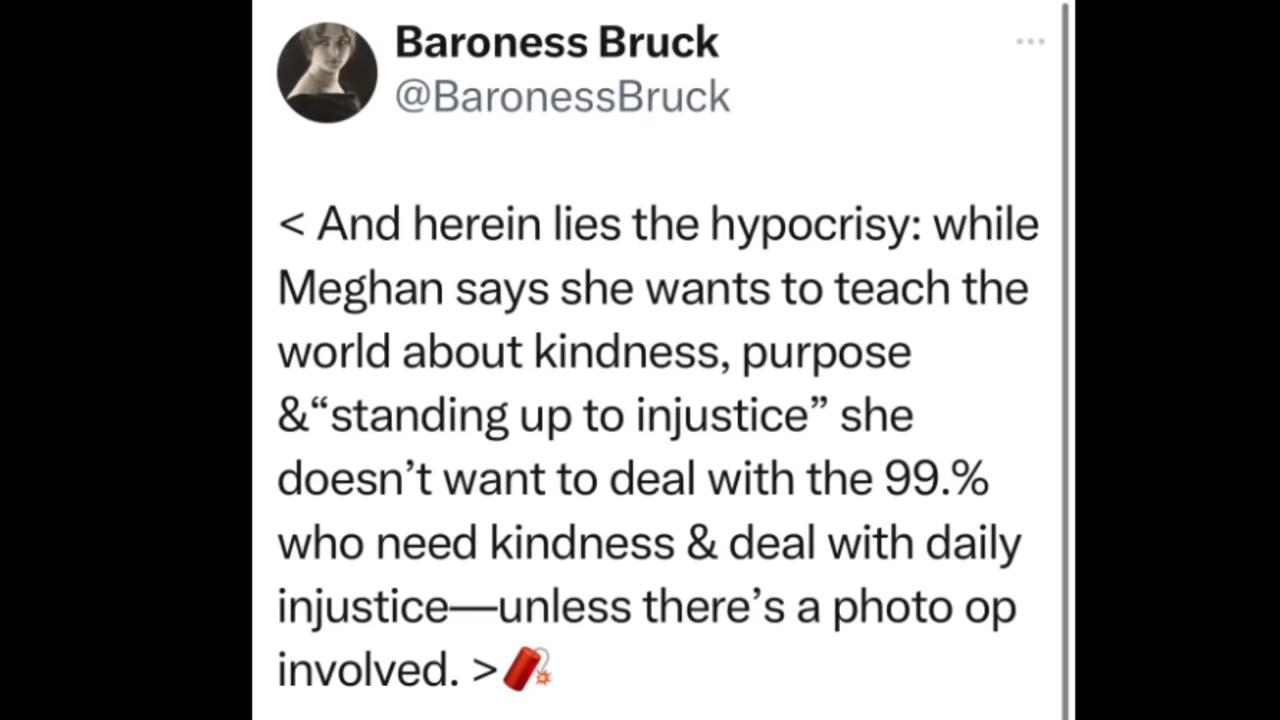 Baroness Bruck
@BaronessBruck
< And herein lies the hypocrisy: while
Meghan says she wants to teach the
world about kindness, purpose
&“standing up to injustice” she
doesn’t want to deal with the 99.%
who need kindness & deal with daily
injustice—unless there’s a photo op
involved. >🧨